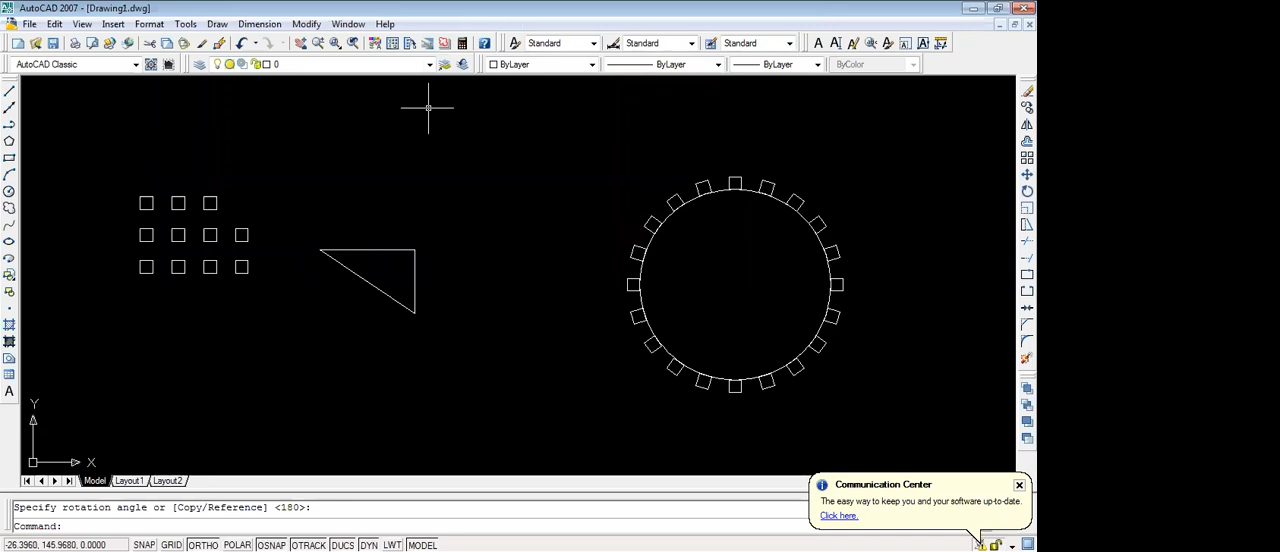 AutoCAD 2007 - [Drawing1.dwg]
File Edit View Insert Format Tools Draw Dimension Modify Window Help
Standard Standard Standard
AutoCAD Classic 0 ByLayer ByLayer ByLayer ByColor
Y
X
Model Layout1 Layout2
Communication Center
The easy way to keep you and your software up-to-date.
Click here.
Specify rotation angle or [Copy/Reference] <180>:
Command:
-26.3960, 145.9680, 0.0000 SNAP GRID ORTHO POLAR OSNAP OTRACK DUCS DYN LWT MODEL